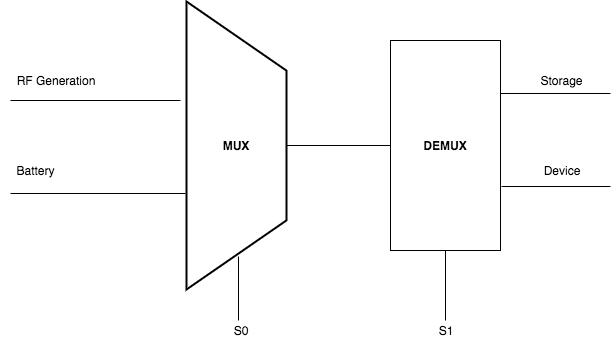 RF Generation
Storage
MUX
DEMUX
Battery
Device
S0
S1